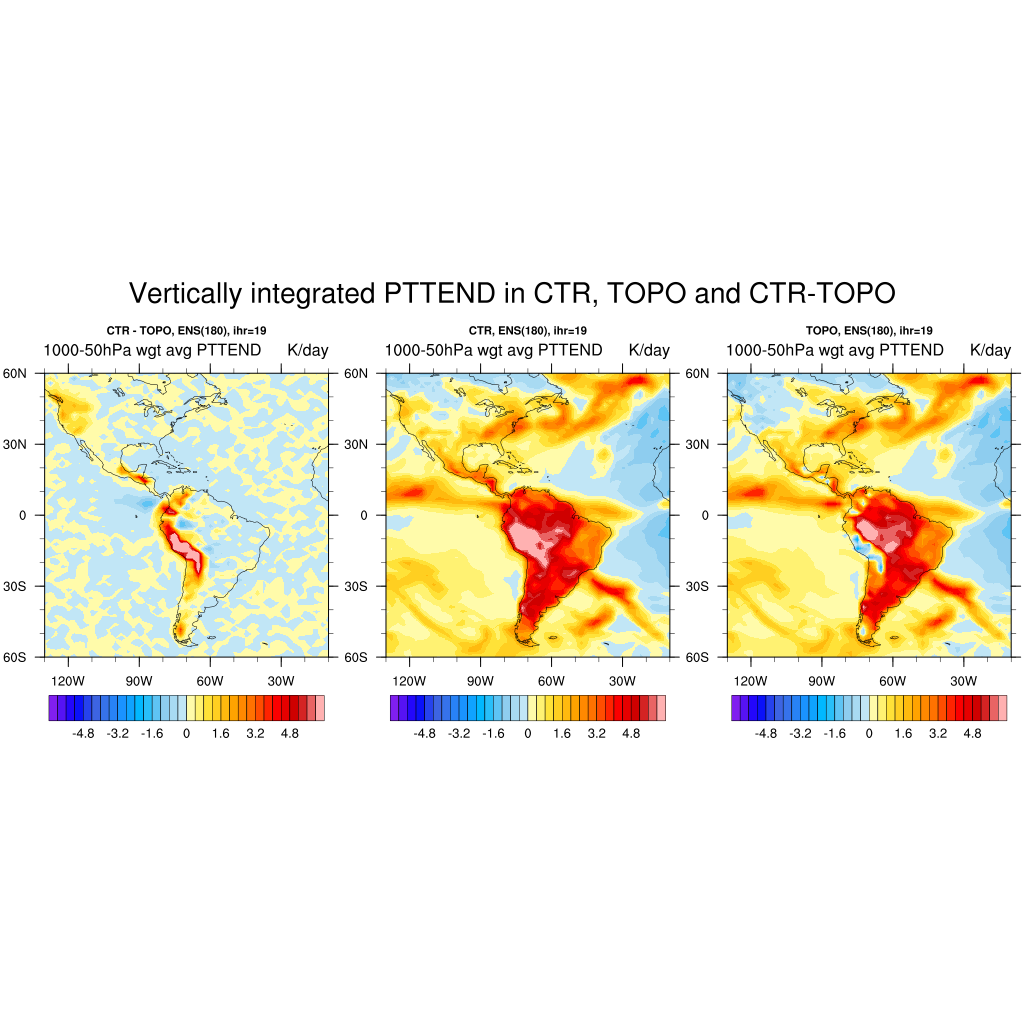 Vertically integrated PTTEND in CTR, TOPO and CTR-TOPO
CTR - TOPO, ENS(180), ihr=19
1000-50hPa wgt avg PTTEND K/day
60N
30N
0
30S
60S
120W 90W 60W 30W
-4.8 -3.2 -1.6 0 1.6 3.2 4.8
CTR, ENS(180), ihr=19
1000-50hPa wgt avg PTTEND K/day
60N
30N
0
30S
60S
120W 90W 60W 30W
-4.8 -3.2 -1.6 0 1.6 3.2 4.8
TOPO, ENS(180), ihr=19
1000-50hPa wgt avg PTTEND K/day
60N
30N
0
30S
60S
120W 90W 60W 30W
-4.8 -3.2 -1.6 0 1.6 3.2 4.8